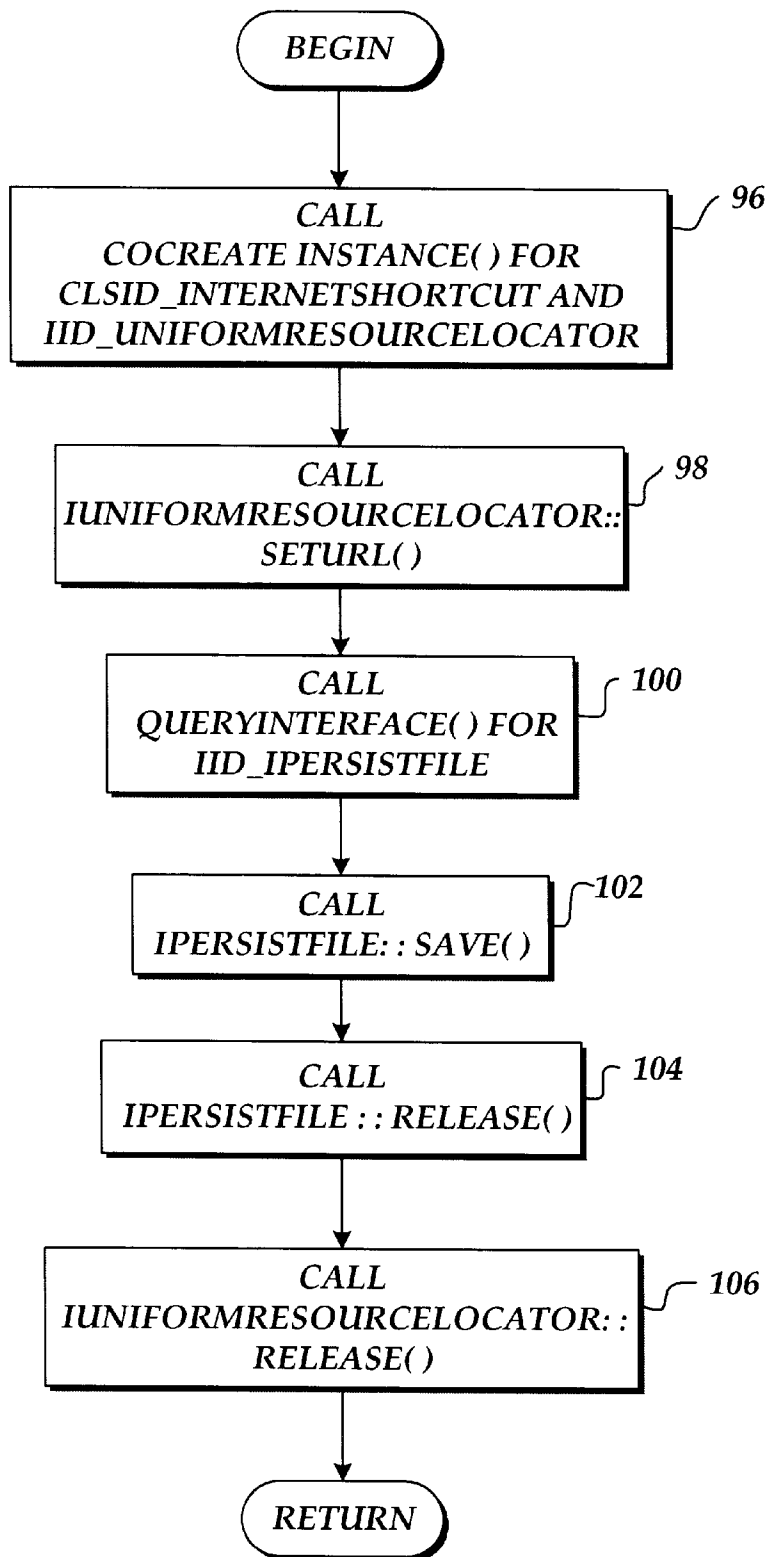 BEGIN
CALL
COCREATE INSTANCE( ) FOR
CLSID_INTERNETSHORTCUT AND
IID_UNIFORMRESOURCELOCATOR
96
CALL
IUNIFORMRESOURCELOCATOR::
SETURL( )
98
CALL
QUERYINTERFACE( ) FOR
IID_IPERSISTFILE
100
CALL
IPERSISTFILE: : SAVE( )
102
CALL
IPERSISTFILE : : RELEASE( )
104
CALL
IUNIFORMRESOURCELOCATOR: :
RELEASE( )
106
RETURN